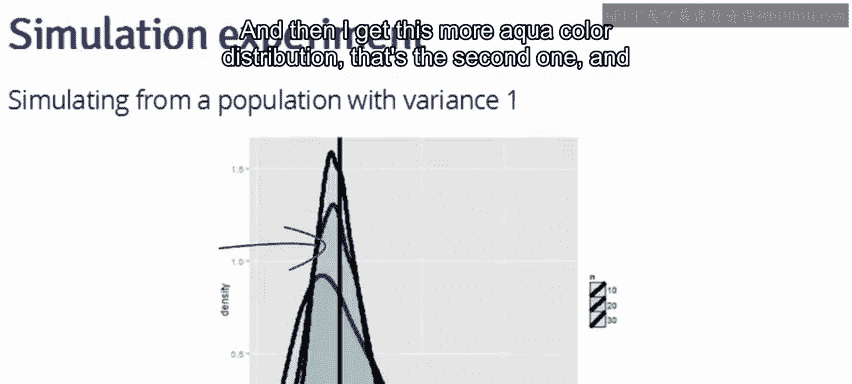 Simulation experiment
And then I get this more aqua color
distribution, that's the second one, and
Simulating from a population with variance 1
1.5
1.0
0.5
density
n
10
20
30